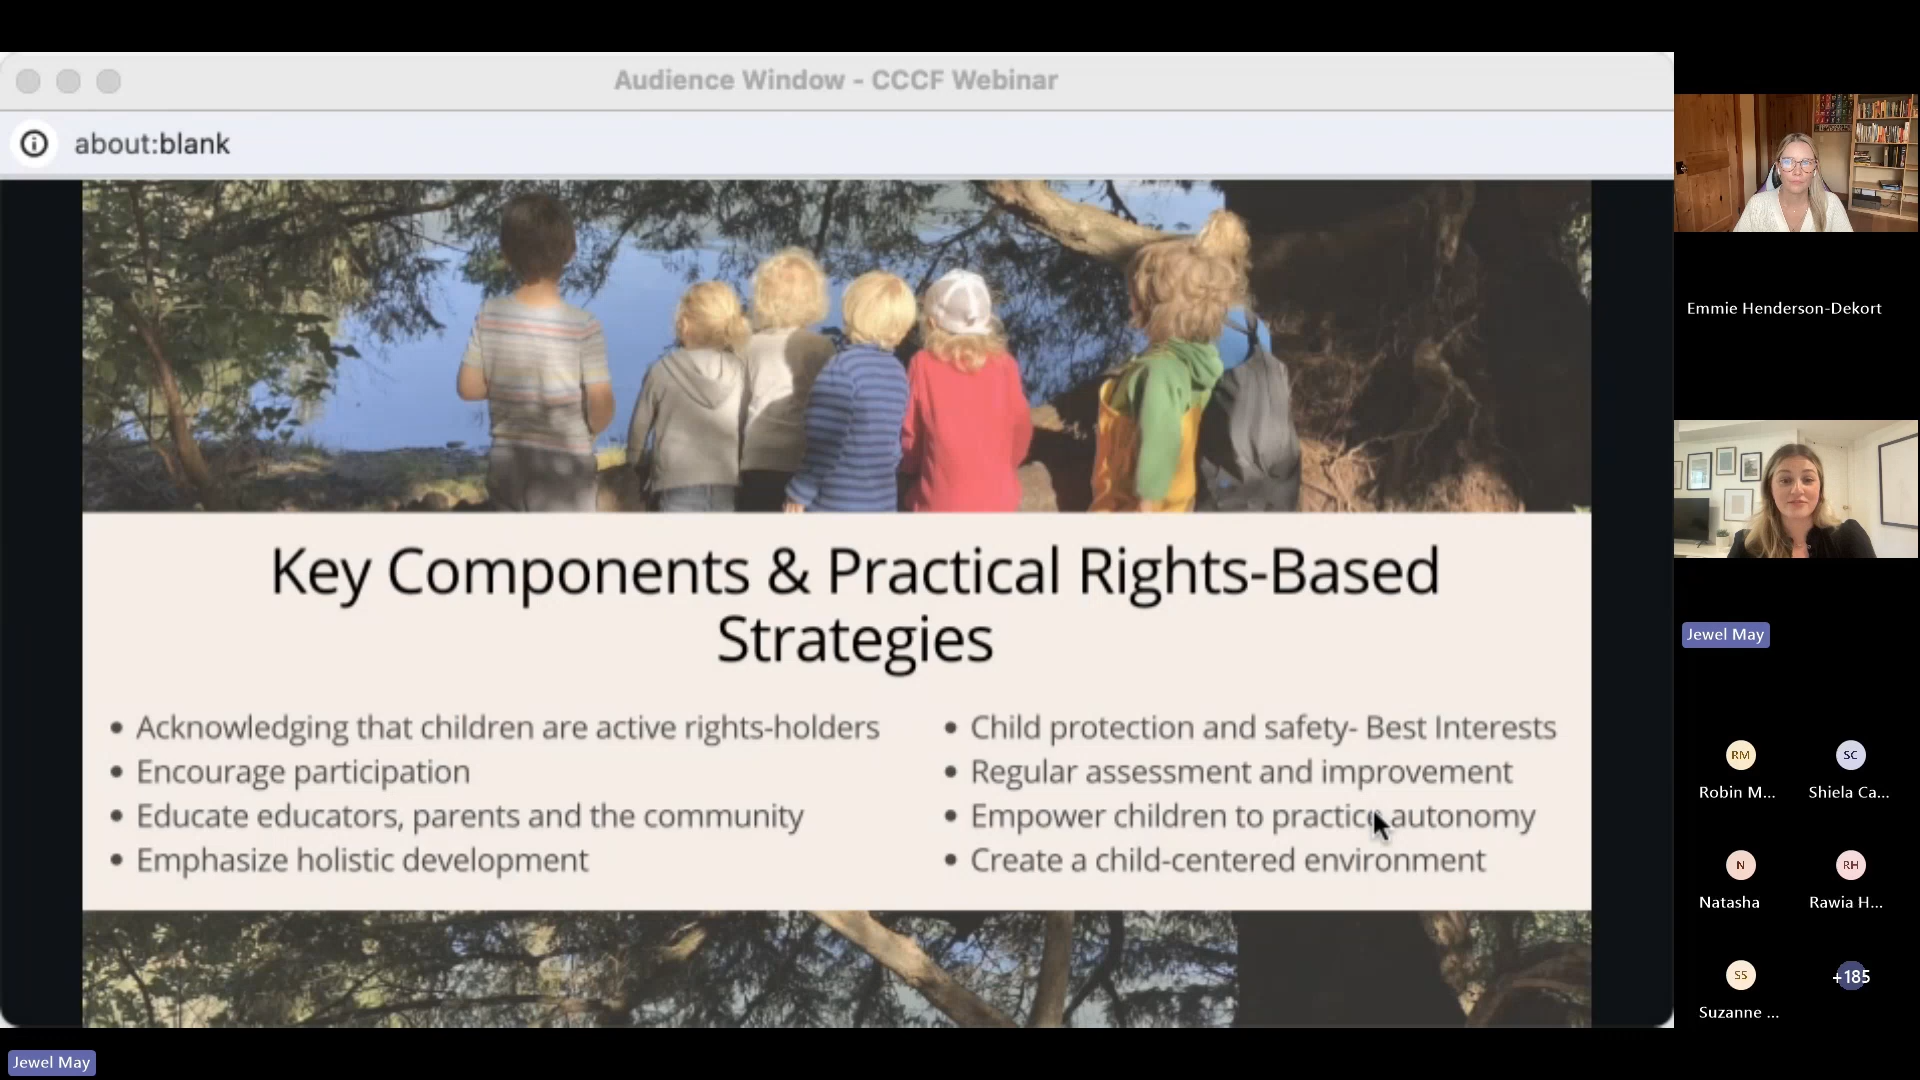 Audience Window - CCCF Webinar
about:blank
Key Components & Practical Rights-Based
Strategies
• Acknowledging that children are active rights-holders
• Encourage participation
• Educate educators, parents and the community
• Emphasize holistic development
• Child protection and safety- Best Interests
• Regular assessment and improvement
• Empower children to practice autonomy
• Create a child-centered environment
Emmie Henderson-Dekort
Jewel May
RM
SC
Robin M...
Shiela Ca...
N
RH
Natasha
Rawia H...
SS
+185
Suzanne ...
Jewel May